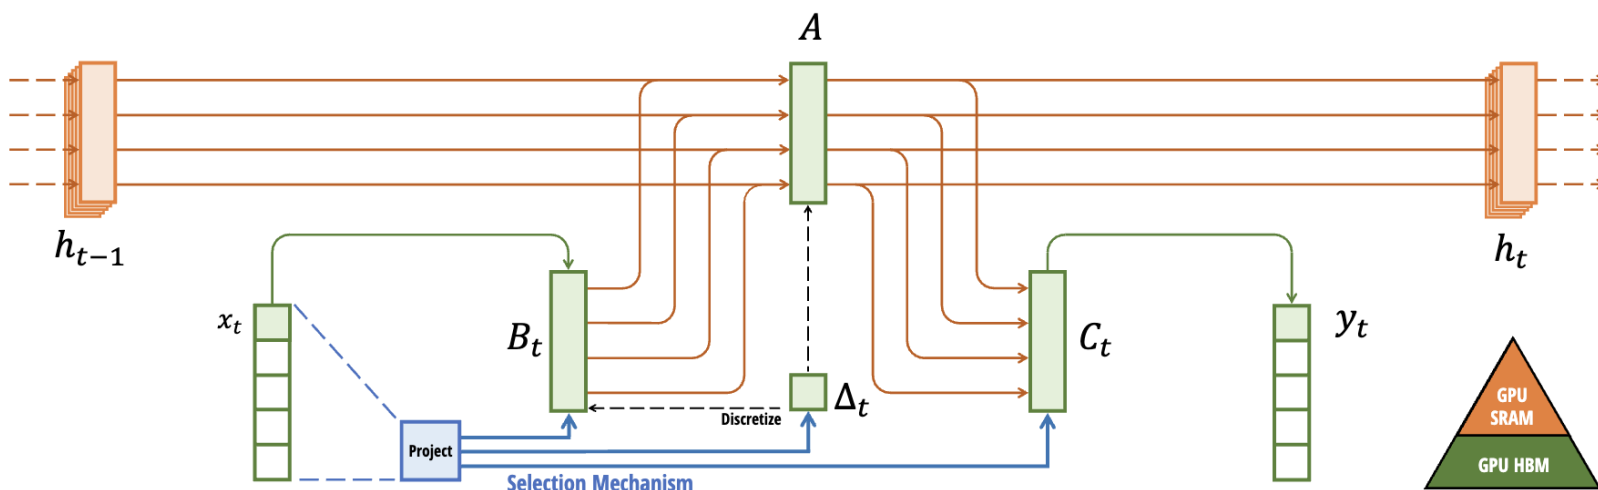 A
h_{t-1}
h_t
x_t
B_t
Δ_t
C_t
y_t
Discretize
Project
Selection Mechanism
GPU
SRAM
GPU HBM